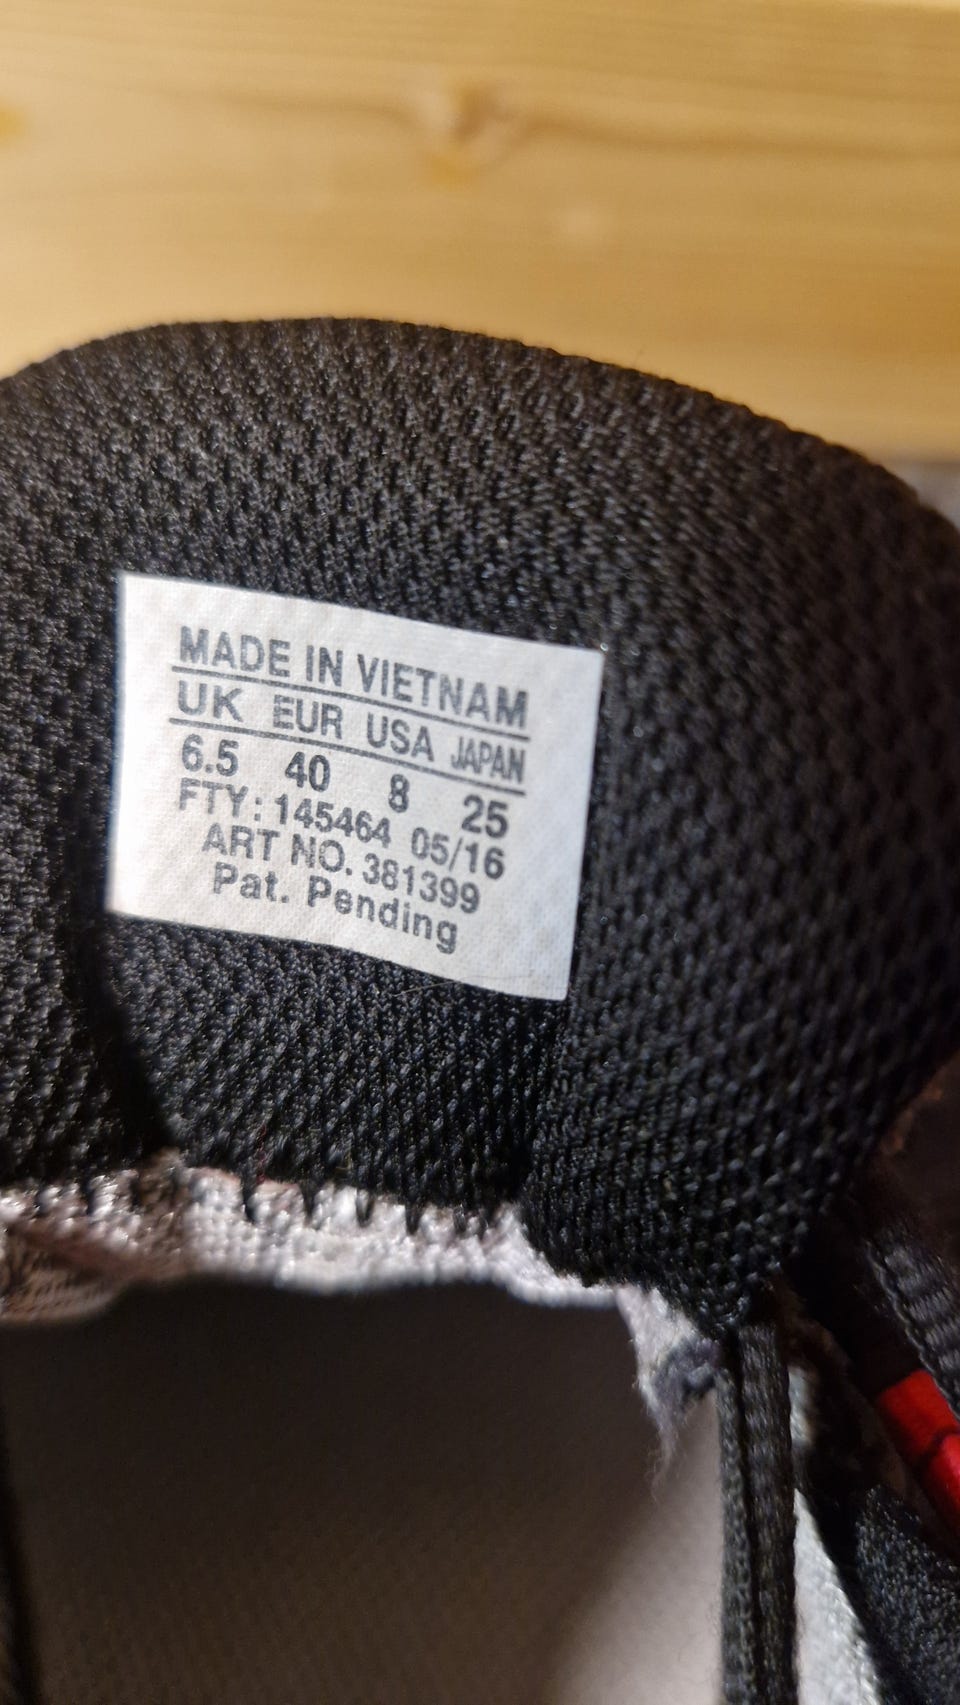 MADE IN VIETNAM
UK EUR USA JAPAN
6.5 40 8 25
FTY: 145464 05/16
ART NO. 381399
Pat. Pending